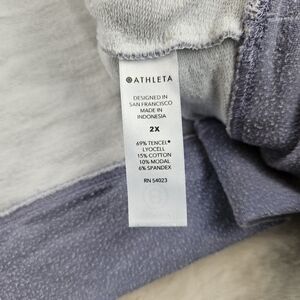 ATHLETA
DESIGNED IN
SAN FRANCISCO
MADE IN
INDONESIA
2X
69% TENCEL®
LYOCELL
15% COTTON
10% MODAL
6% SPANDEX
RN 54023